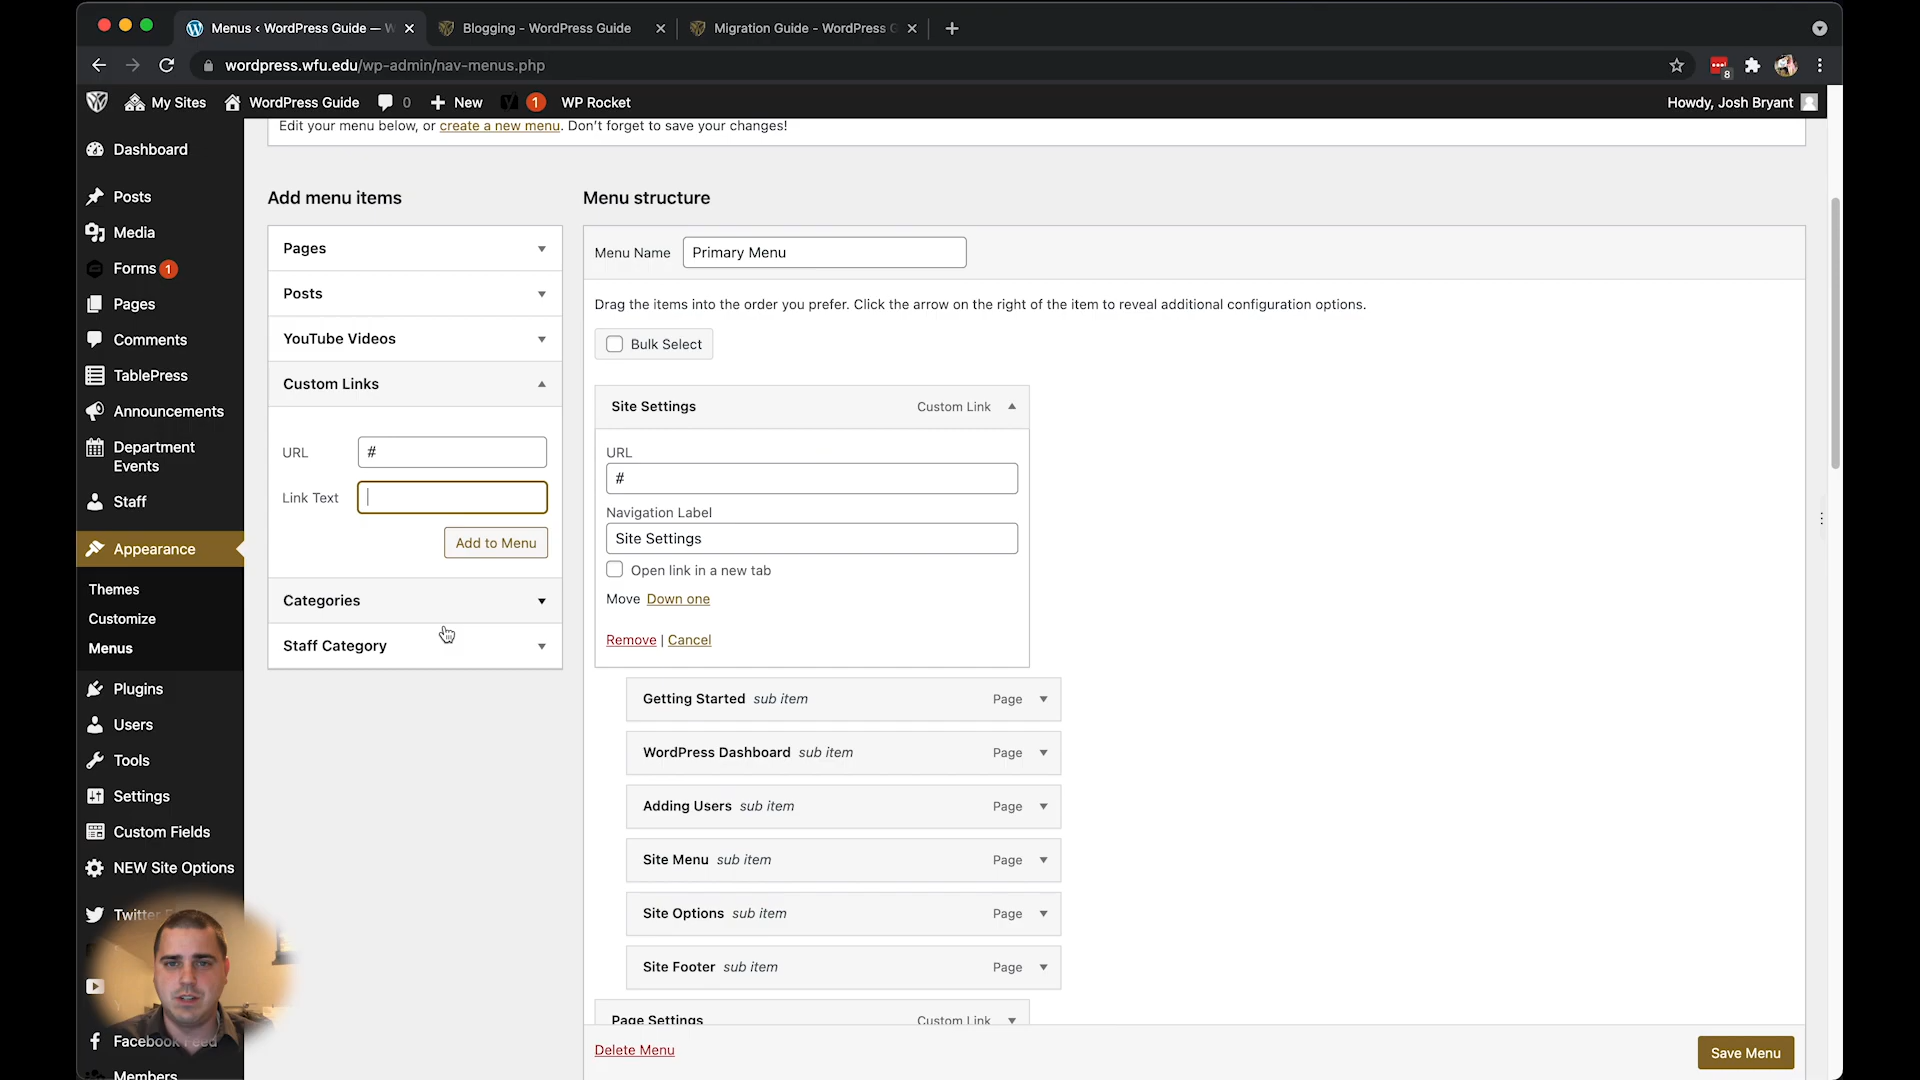 Menus ‹ WordPress Guide — W
Blogging - WordPress Guide
Migration Guide - WordPress G
wordpress.wfu.edu/wp-admin/nav-menus.php
8
My Sites
WordPress Guide
0
New
1
WP Rocket
Howdy, Josh Bryant
Edit your menu below, or create a new menu. Don't forget to save your changes!
Dashboard
Posts
Media
Forms 1
Pages
Comments
TablePress
Announcements
Department
Events
Staff
Appearance
Themes
Customize
Menus
Plugins
Users
Tools
Settings
Custom Fields
NEW Site Options
Twitter
Facebook Feed
Members
Add menu items
Pages
Posts
YouTube Videos
Custom Links
URL
#
Link Text
Add to Menu
Categories
Staff Category
Menu structure
Menu Name
Primary Menu
Drag the items into the order you prefer. Click the arrow on the right of the item to reveal additional configuration options.
Bulk Select
Site Settings
Custom Link
URL
#
Navigation Label
Site Settings
Open link in a new tab
Move Down one
Remove | Cancel
Getting Started sub item
Page
WordPress Dashboard sub item
Page
Adding Users sub item
Page
Site Menu sub item
Page
Site Options sub item
Page
Site Footer sub item
Page
Page Settings
Custom Link
Delete Menu
Save Menu